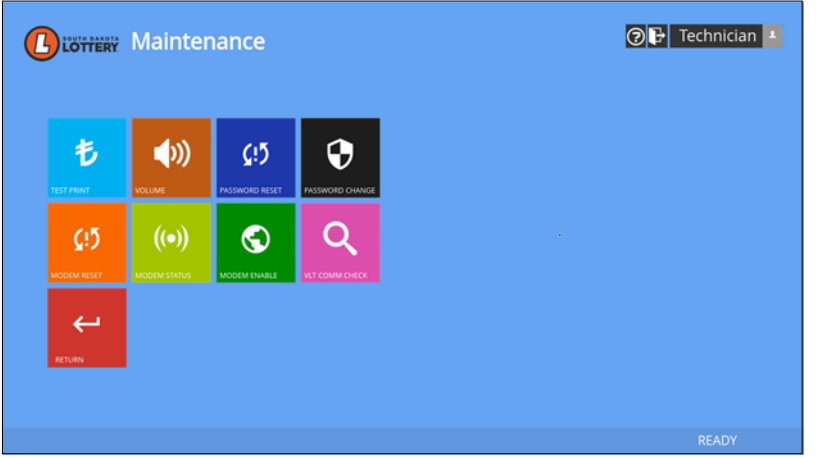 SOUTH DAKOTA
LOTTERY
Maintenance
Technician
TEST PRINT
VOLUME
PASSWORD RESET
PASSWORD CHANGE
MODEM RESET
MODEM STATUS
MODEM ENABLE
VLT COMM CHECK
RETURN
READY